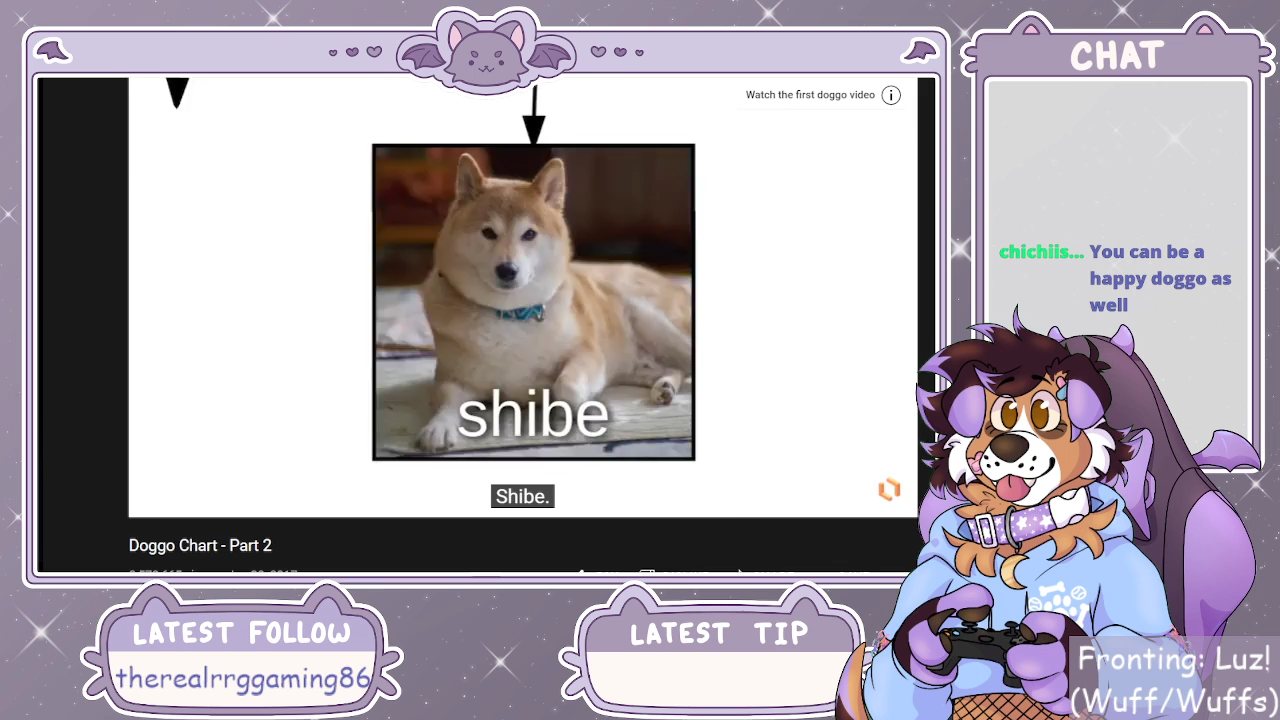 CHAT
Watch the first doggo video
chichiis... You can be a
happy doggo as
well
shibe
Shibe.
Doggo Chart - Part 2
LATEST FOLLOW
therealrrggaming86
LATEST TIP
Fronting: Luz!
(Wuff/Wuffs)